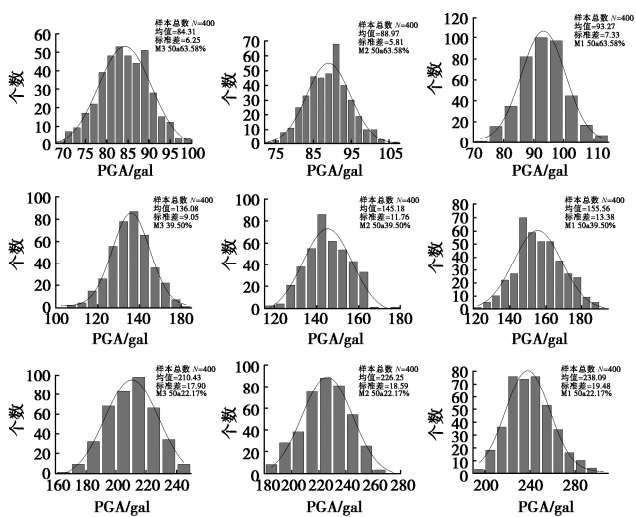 样本总数 N=400
均值=84.31
标准差=6.25
M3 50a63.58%
个数
60
50
40
30
20
10
0
70 75 80 85 90 95 100
PGA/gal
样本总数 N=400
均值=88.97
标准差=5.81
M2 50a63.58%
个数
70
60
50
40
30
20
10
0
75 85 95 105
PGA/gal
样本总数 N=400
均值=93.27
标准差=7.33
M1 50a63.58%
个数
120
100
80
60
40
20
0
70 80 90 100 110
PGA/gal
样本总数 N=400
均值=136.08
标准差=9.05
M3 39.50%
个数
100
80
60
40
20
0
100 120 140 160 180
PGA/gal
样本总数 N=400
均值=145.18
标准差=11.76
M2 50a39.50%
个数
100
80
60
40
20
0
120 140 160 180
PGA/gal
样本总数 N=400
均值=155.56
标准差=13.38
M1 50a39.50%
个数
80
70
60
50
40
30
20
10
0
120 140 160 180
PGA/gal
样本总数 N=400
均值=210.43
标准差=17.90
M3 50a22.17%
个数
100
80
60
40
20
0
160 180 200 220 240
PGA/gal
样本总数 N=400
均值=226.25
标准差=18.59
M2 50a22.17%
个数
100
80
60
40
20
0
180 200 220 240 260 280
PGA/gal
样本总数 N=400
均值=238.09
标准差=19.48
M1 50a22.17%
个数
80
70
60
50
40
30
20
10
0
200 240 280
PGA/gal